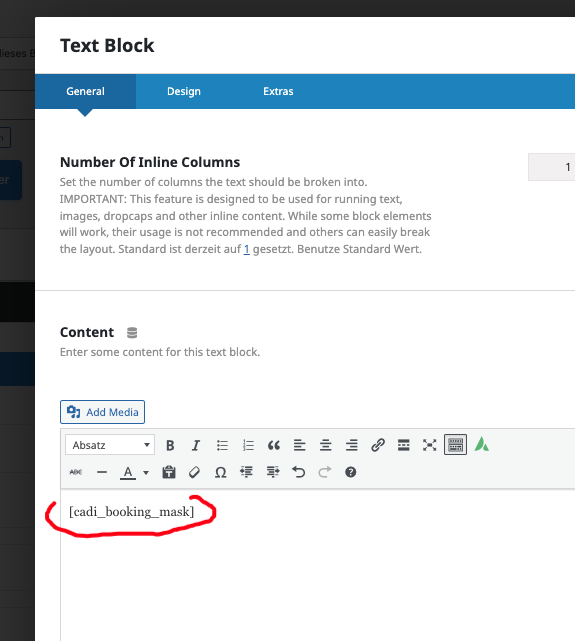 dieses B
Text Block
General Design Extras
Number Of Inline Columns
1
Set the number of columns the text should be broken into.
IMPORTANT: This feature is designed to be used for running text,
images, dropcaps and other inline content. While some block elements
will work, their usage is not recommended and others can easily break
the layout. Standard ist derzeit auf 1 gesetzt. Benutze Standard Wert.
Content
Enter some content for this text block.
Add Media
Absatz B I
ABC A Ω
[cadi_booking_mask]